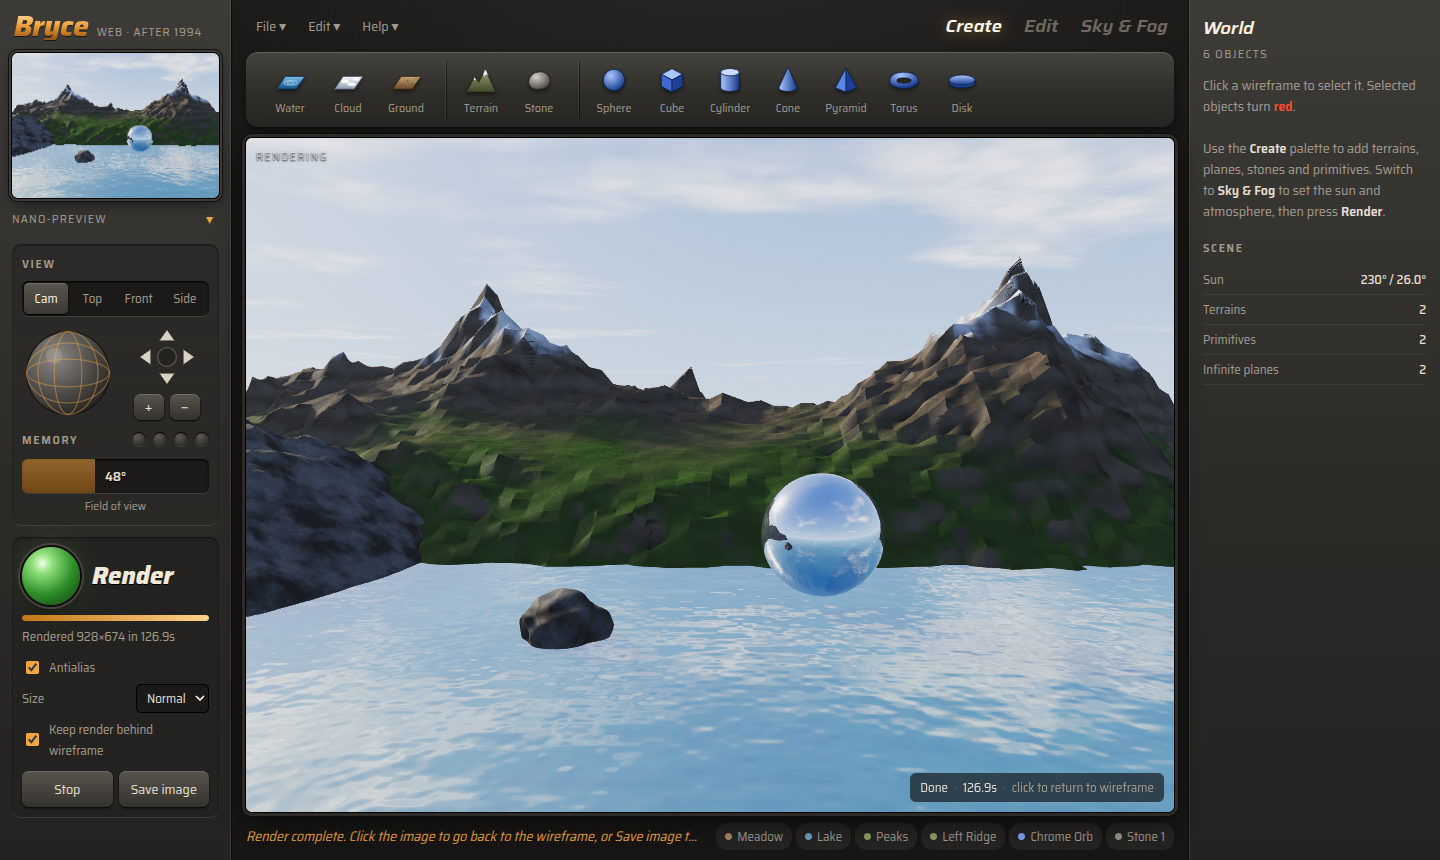 Bryce WEB · AFTER 1994
File ▾ Edit ▾ Help ▾
Create Edit Sky & Fog
Water Cloud Ground Terrain Stone Sphere Cube Cylinder Cone Pyramid Torus Disk
NANO-PREVIEW
VIEW
Cam Top Front Side
+ −
MEMORY
48°
Field of view
Render
Rendered 928×674 in 126.9s
Antialias
Size Normal
Keep render behind
wireframe
Stop Save image
RENDERING
Done · 126.9s · click to return to wireframe
Render complete. Click the image to go back to the wireframe, or Save image t...
Meadow Lake Peaks Left Ridge Chrome Orb Stone 1
World
6 OBJECTS
Click a wireframe to select it. Selected
objects turn red.
Use the Create palette to add terrains,
planes, stones and primitives. Switch
to Sky & Fog to set the sun and
atmosphere, then press Render.
SCENE
Sun 230° / 26.0°
Terrains 2
Primitives 2
Infinite planes 2